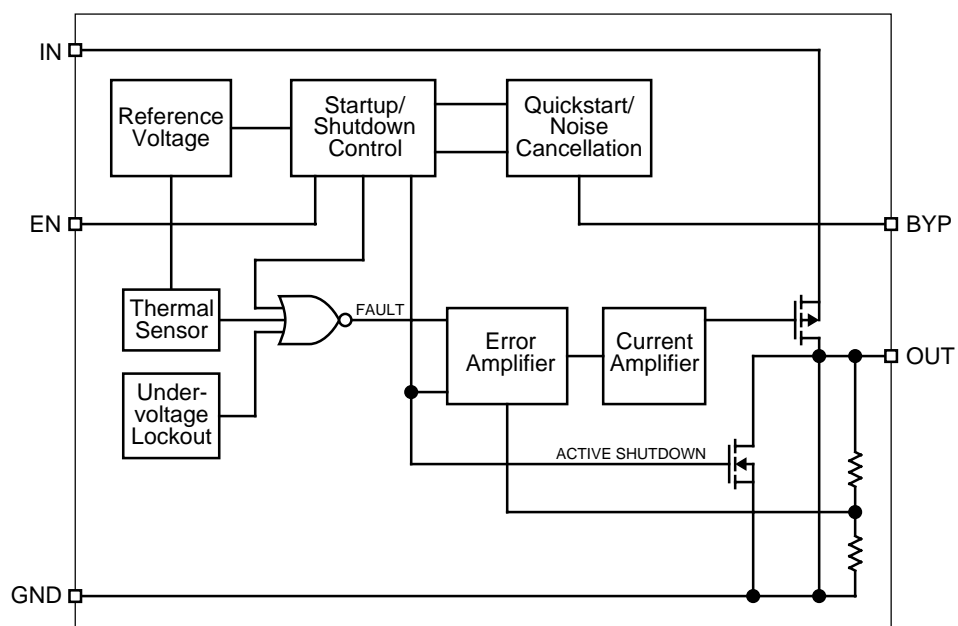 IN
Reference
Voltage
Startup/
Shutdown
Control
Quickstart/
Noise
Cancellation
EN
BYP
Thermal
Sensor
FAULT
Error
Amplifier
Current
Amplifier
OUT
Under-
voltage
Lockout
ACTIVE SHUTDOWN
GND